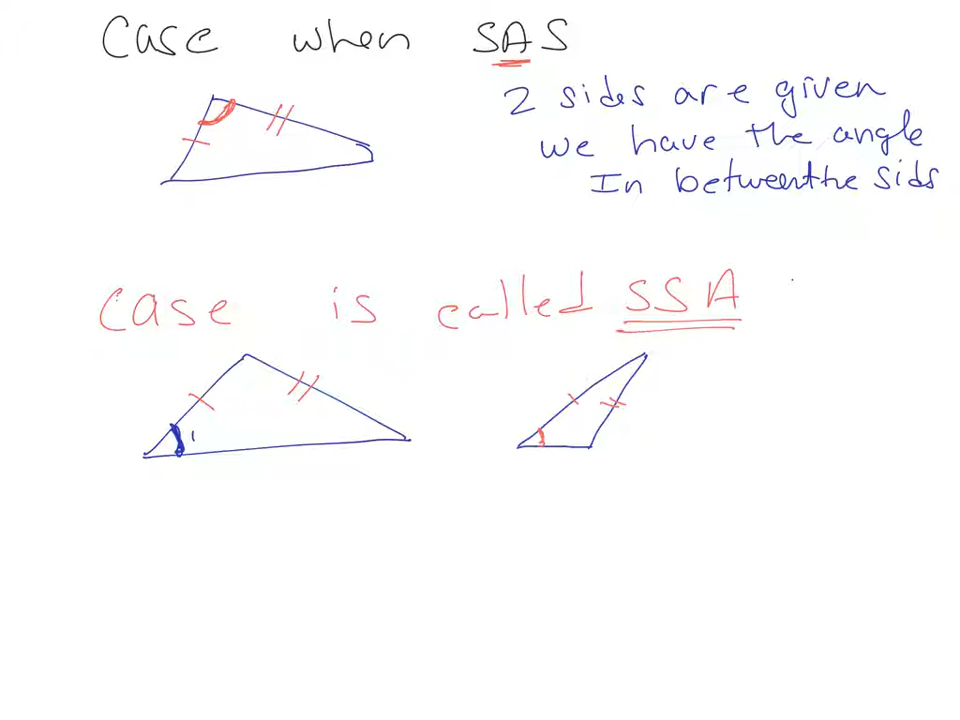 Case when SAS
2 sides are given
we have the angle
In betweenthe sids
case is called SSA